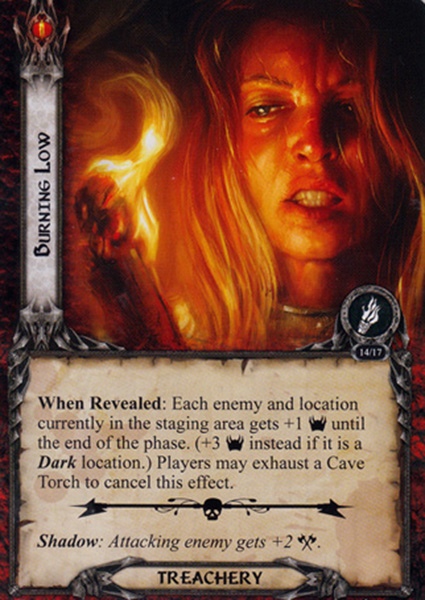 BURNING LOW
14/17
When Revealed: Each enemy and location
currently in the staging area gets +1 until
the end of the phase. (+3 instead if it is a
Dark location.) Players may exhaust a Cave
Torch to cancel this effect.
Shadow: Attacking enemy gets +2 .
TREACHERY